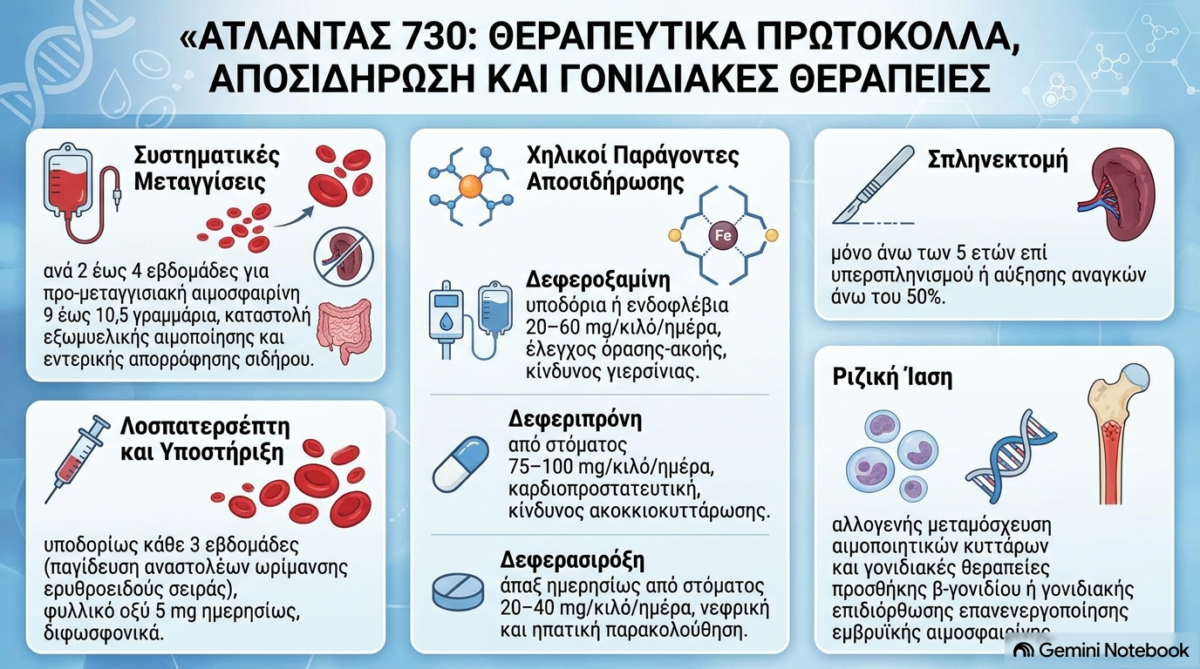 «ΑΤΛΑΝΤΑΣ 730: ΘΕΡΑΠΕΥΤΙΚΑ ΠΡΩΤΟΚΟΛΛΑ,
ΑΠΟΣΙΔΗΡΩΣΗ ΚΑΙ ΓΟΝΙΔΙΑΚΕΣ ΘΕΡΑΠΕΙΕΣ
Συστηματικές
Μεταγγίσεις
ανά 2 έως 4 εβδομάδες για
προ-μεταγγισιακή αιμοσφαιρίνη
9 έως 10,5 γραμμάρια, καταστολή
εξωμυελικής αιμοποίησης και
εντερικής απορρόφησης σιδήρου.
Λοσπατερσέπτη
και Υποστήριξη
υποδορίως κάθε 3 εβδομάδες
(παγίδευση αναστολέων ωρίμανσης
ερυθροειδούς σειράς),
φυλλικό οξύ 5 mg ημερησίως,
διφωσφονικά.
Χηλικοί Παράγοντες
Αποσιδήρωσης
Fe
Δεφεροξαμίνη
υποδόρια ή ενδοφλέβια
20–60 mg/κιλό/ημέρα,
έλεγχος όρασης-ακοής,
κίνδυνος γιερσίνιας.
Δεφεριπρόνη
από στόματος
75–100 mg/κιλό/ημέρα,
καρδιοπροστατευτική,
κίνδυνος ακοκκιοκυττάρωσης.
Δεφερασιρόξη
άπαξ ημερησίως από στόματος
20–40 mg/κιλό/ημέρα, νεφρική
και ηπατική παρακολούθηση.
Σπληνεκτομή
μόνο άνω των 5 ετών επί
υπερσπληνισμού ή αύξησης αναγκών
άνω του 50%.
Ριζική Ίαση
αλλογενής μεταμόσχευση
αιμοποιητικών κυττάρων
και γονιδιακές θεραπείες
προσθήκης β-γονιδίου ή γονιδιακής
επιδιόρθωσης επανενεργοποίησης
εμβρυϊκής αιμοσφαιρίνης
Gemini Notebook